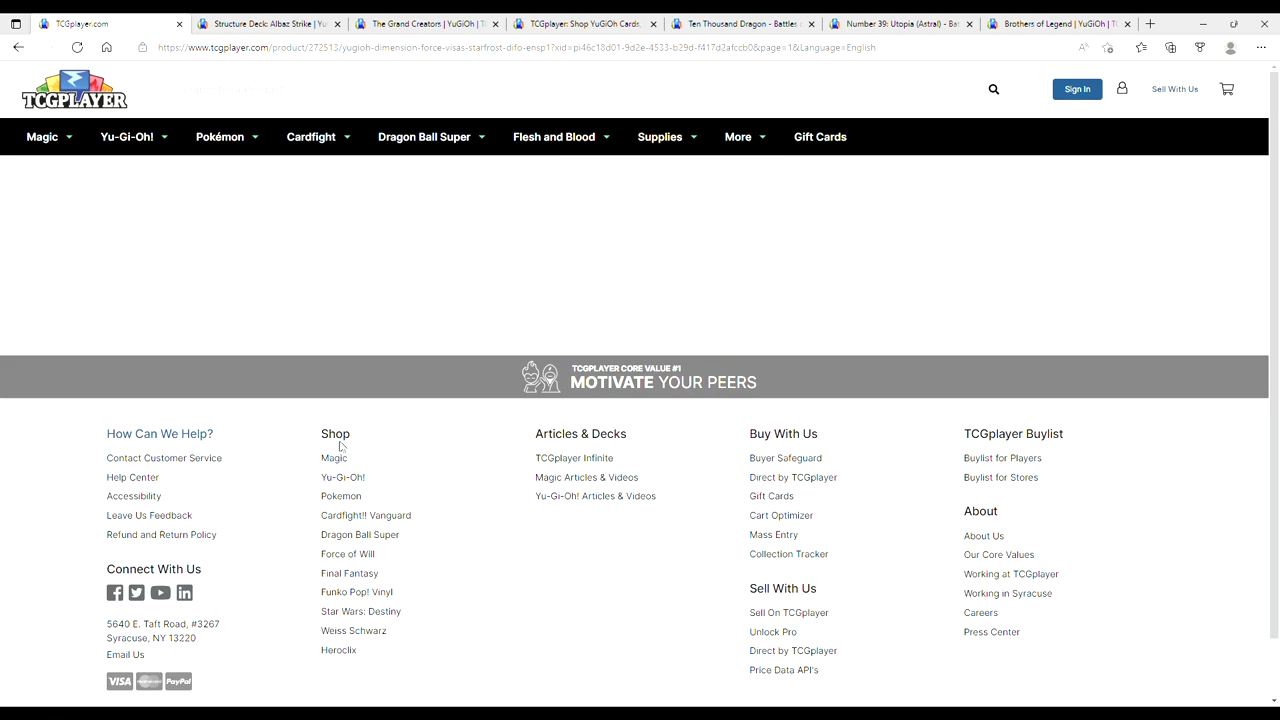 TCGplayer.com
Structure Deck: Albaz Strike | Yu
The Grand Creators | YuGiOh | T
TCGplayer: Shop YuGiOh Cards,
Ten Thousand Dragon - Battles
Number 39: Utopia (Astral) - Ba
Brothers of Legend | YuGiOh | T
https://www.tcgplayer.com/product/272513/yugioh-dimension-force-visas-starfrost-difo-ensp1?xid=pi46c18d01-9d2e-4533-b29d-f417d2afccb0&page=1&Language=English
TCGPLAYER
Sign In
Sell With Us
Magic
Yu-Gi-Oh!
Pokémon
Cardfight
Dragon Ball Super
Flesh and Blood
Supplies
More
Gift Cards
TCGPLAYER CORE VALUE #1
MOTIVATE YOUR PEERS
How Can We Help?
Contact Customer Service
Help Center
Accessibility
Leave Us Feedback
Refund and Return Policy
Connect With Us
5640 E. Taft Road, #3267
Syracuse, NY 13220
Email Us
VISA
PayPal
Shop
Magic
Yu-Gi-Oh!
Pokemon
Cardfight!! Vanguard
Dragon Ball Super
Force of Will
Final Fantasy
Funko Pop! Vinyl
Star Wars: Destiny
Weiss Schwarz
Heroclix
Articles & Decks
TCGplayer Infinite
Magic Articles & Videos
Yu-Gi-Oh! Articles & Videos
Buy With Us
Buyer Safeguard
Direct by TCGplayer
Gift Cards
Cart Optimizer
Mass Entry
Collection Tracker
Sell With Us
Sell On TCGplayer
Unlock Pro
Direct by TCGplayer
Price Data API's
TCGplayer Buylist
Buylist for Players
Buylist for Stores
About
About Us
Our Core Values
Working at TCGplayer
Working in Syracuse
Careers
Press Center